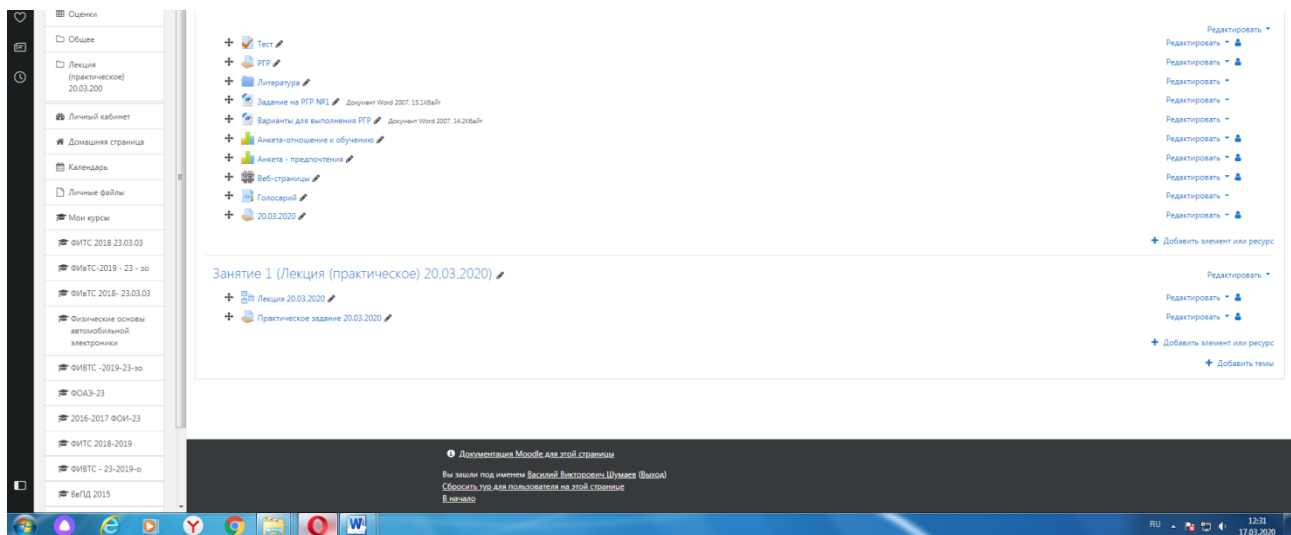 Оценки
Общее
Лекция
(практическое)
20.03.200
Личный кабинет
Домашняя страница
Календарь
Личные файлы
Мои курсы
ФИТС 2018 23.03.03
ФИвТС-2019 - 23 - зо
ФИвТС 2018- 23.03.03
Физические основы
автомобильной
электроники
ФИВТС -2019-23-зо
ФОАЭ-23
2016-2017 ФОИ-23
ФИТС 2018-2019
ФИВТС - 23-2019-о
ВвПД 2015
Редактировать
Тест
Редактировать
РГР
Редактировать
Литература
Редактировать
Задание на РГР №1 Документ Word 2007, 15.1Кбайт
Редактировать
Варианты для выполнения РГР Документ Word 2007, 14.2Кбайт
Редактировать
Анкета-отношение к обучению
Редактировать
Анкета - предпочтения
Редактировать
Веб-страницы
Редактировать
Голосарий
Редактировать
20.03.2020
Редактировать
Добавить элемент или ресурс
Занятие 1 (Лекция (практическое) 20.03.2020)
Редактировать
Лекция 20.03.2020
Редактировать
Практическое задание 20.03.2020
Редактировать
Добавить элемент или ресурс
Добавить темы
Документация Moodle для этой страницы
Вы зашли под именем Василий Викторович Шумаев (Выход)
Сбросить тур для пользователя на этой странице
В начало
RU
12:31
17.03.2020